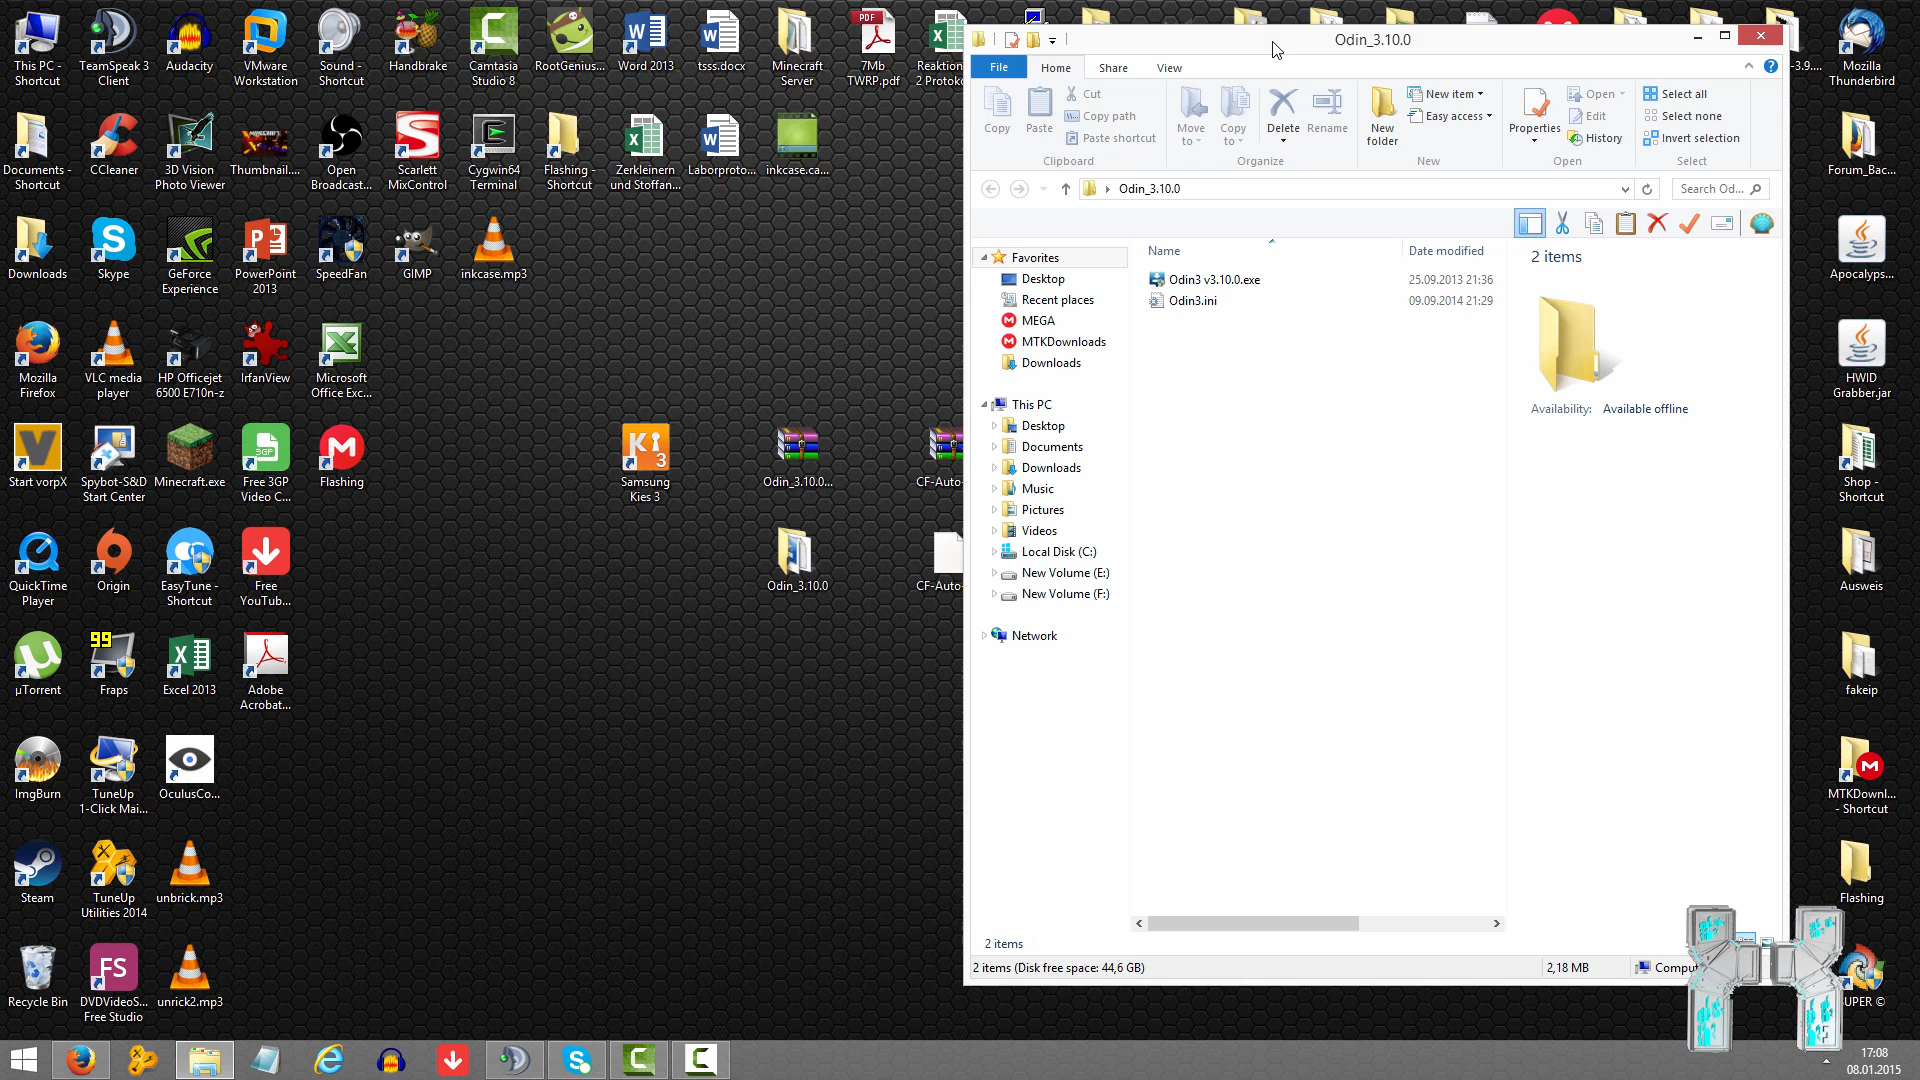 This PC -
Shortcut
TeamSpeak 3
Client
Audacity
VMware
Workstation
Sound -
Shortcut
Handbrake
Camtasia
Studio 8
RootGenius...
Word 2013
tsss.docx
Minecraft
Server
PDF
7Mb
TWRP.pdf
Reaktion
2 Protoko
Mozilla
Thunderbird
Documents -
Shortcut
CCleaner
3D Vision
Photo Viewer
Thumbnail....
Open
Broadcast...
Scarlett
MixControl
Cygwin64
Terminal
Flashing -
Shortcut
Zerkleinern
und Stoffan...
Laborproto...
inkcase.ca...
Forum_Bac...
Downloads
Skype
GeForce
Experience
PowerPoint
2013
SpeedFan
GIMP
inkcase.mp3
Apocalyps...
Mozilla
Firefox
VLC media
player
HP Officejet
6500 E710n-z
IrfanView
Microsoft
Office Exc...
HWID
Grabber.jar
Start vorpX
Spybot-S&D
Start Center
Minecraft.exe
3GP
Free 3GP
Video C...
Flashing
Ki
3
Samsung
Kies 3
Odin_3.10.0...
CF-Auto-
Shop -
Shortcut
QuickTime
Player
Origin
EasyTune -
Shortcut
Free
YouTub...
Odin_3.10.0
CF-Auto-
Ausweis
µTorrent
99
Fraps
Excel 2013
Adobe
Acrobat...
fakeip
ImgBurn
TuneUp
1-Click Mai...
OculusCo...
MTKDownl...
- Shortcut
Steam
TuneUp
Utilities 2014
unbrick.mp3
Flashing
Recycle Bin
FS
DVDVideoS...
Free Studio
unrick2.mp3
SUPER ©
-3.9....
Odin_3.10.0
File
Home
Share
View
Copy
Paste
Cut
Copy path
Paste shortcut
Clipboard
Move
to
Copy
to
Delete
Rename
Organize
New
folder
New item
Easy access
New
Properties
Open
Edit
History
Open
Select all
Select none
Invert selection
Select
Odin_3.10.0
Search Od...
Name
Date modified
Odin3 v3.10.0.exe
25.09.2013 21:36
Odin3.ini
09.09.2014 21:29
2 items
Availability: Available offline
Favorites
Desktop
Recent places
MEGA
MTKDownloads
Downloads
This PC
Desktop
Documents
Downloads
Music
Pictures
Videos
Local Disk (C:)
New Volume (E:)
New Volume (F:)
Network
2 items
2 items (Disk free space: 44,6 GB)
2,18 MB
Comput
17:08
08.01.2015